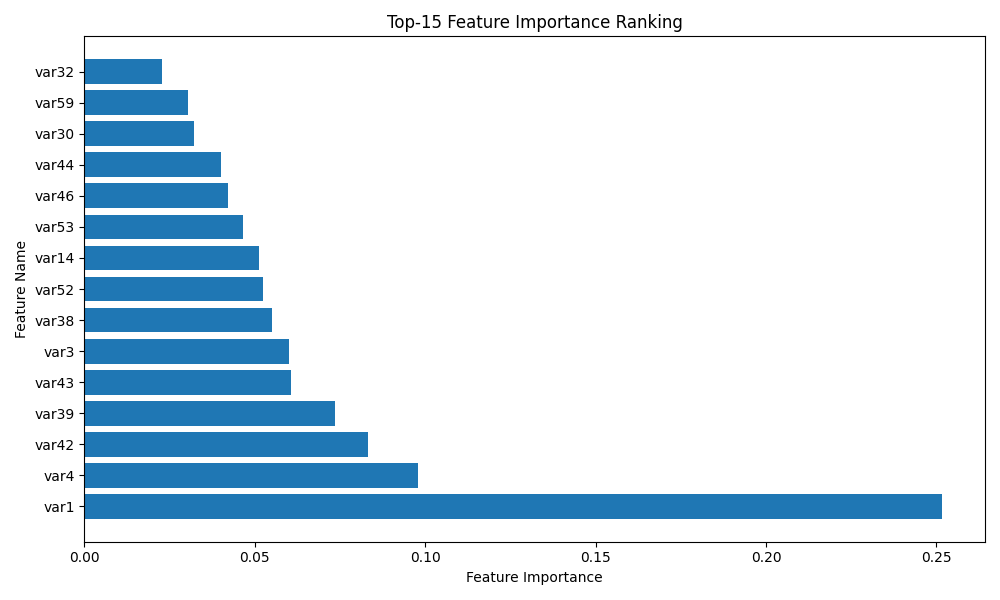 Top-15 Feature Importance Ranking
var32
var59
var30
var44
var46
var53
var14
var52
var38
var3
var43
var39
var42
var4
var1
Feature Name
0.00 0.05 0.10 0.15 0.20 0.25
Feature Importance